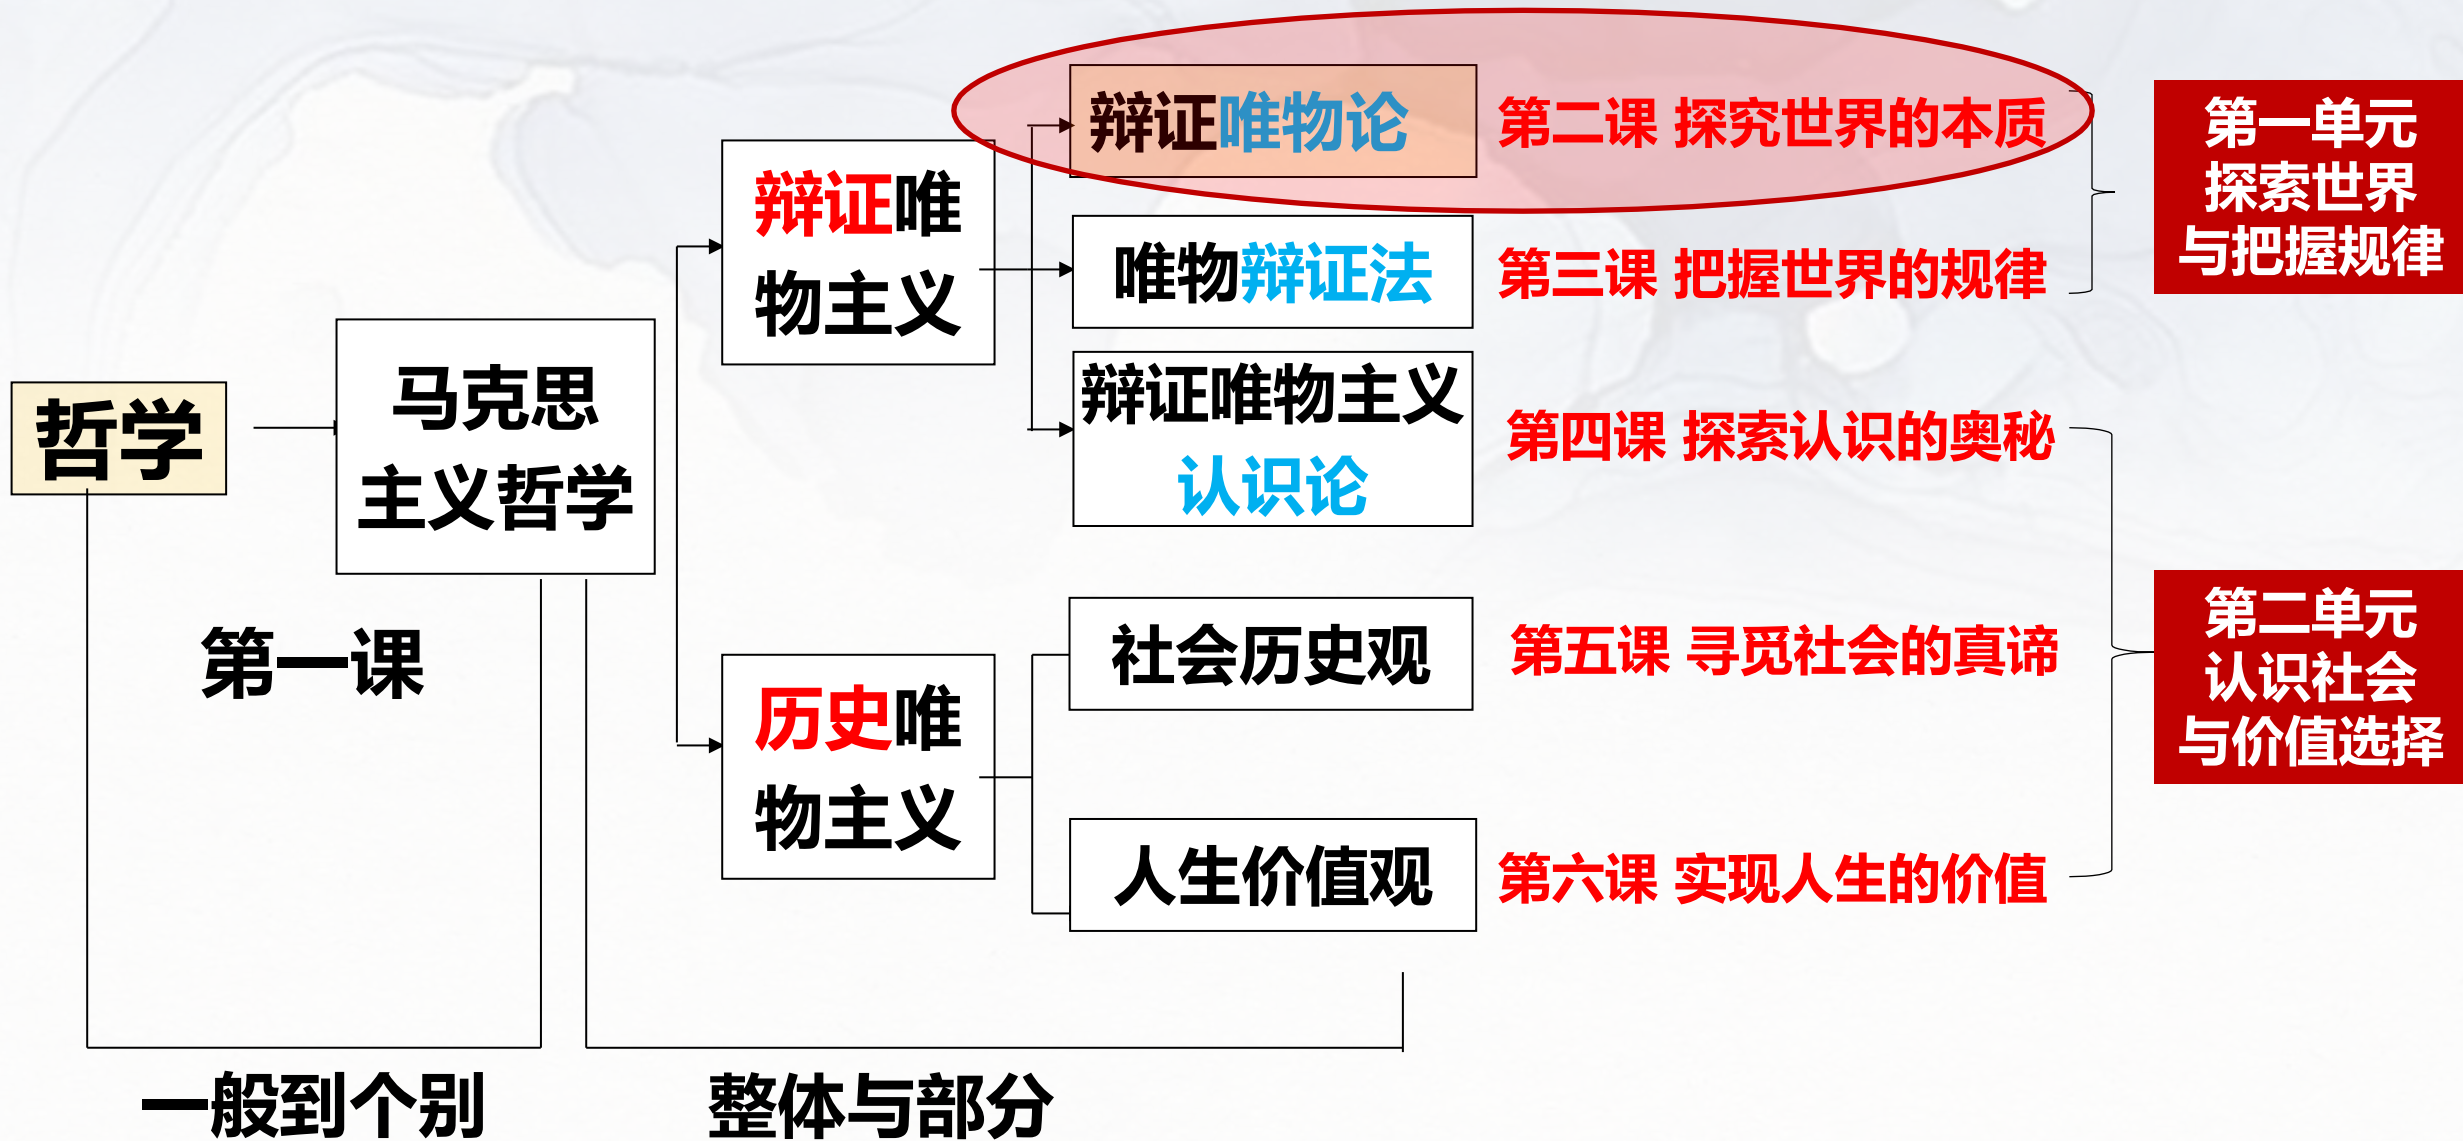 哲学
第一课
马克思
主义哲学
辩证唯
物主义
历史唯
物主义
辩证唯物论
唯物辩证法
辩证唯物主义
认识论
社会历史观
人生价值观
第二课 探究世界的本质
第三课 把握世界的规律
第四课 探索认识的奥秘
第五课 寻觅社会的真谛
第六课 实现人生的价值
第一单元
探索世界
与把握规律
第二单元
认识社会
与价值选择
一般到个别
整体与部分